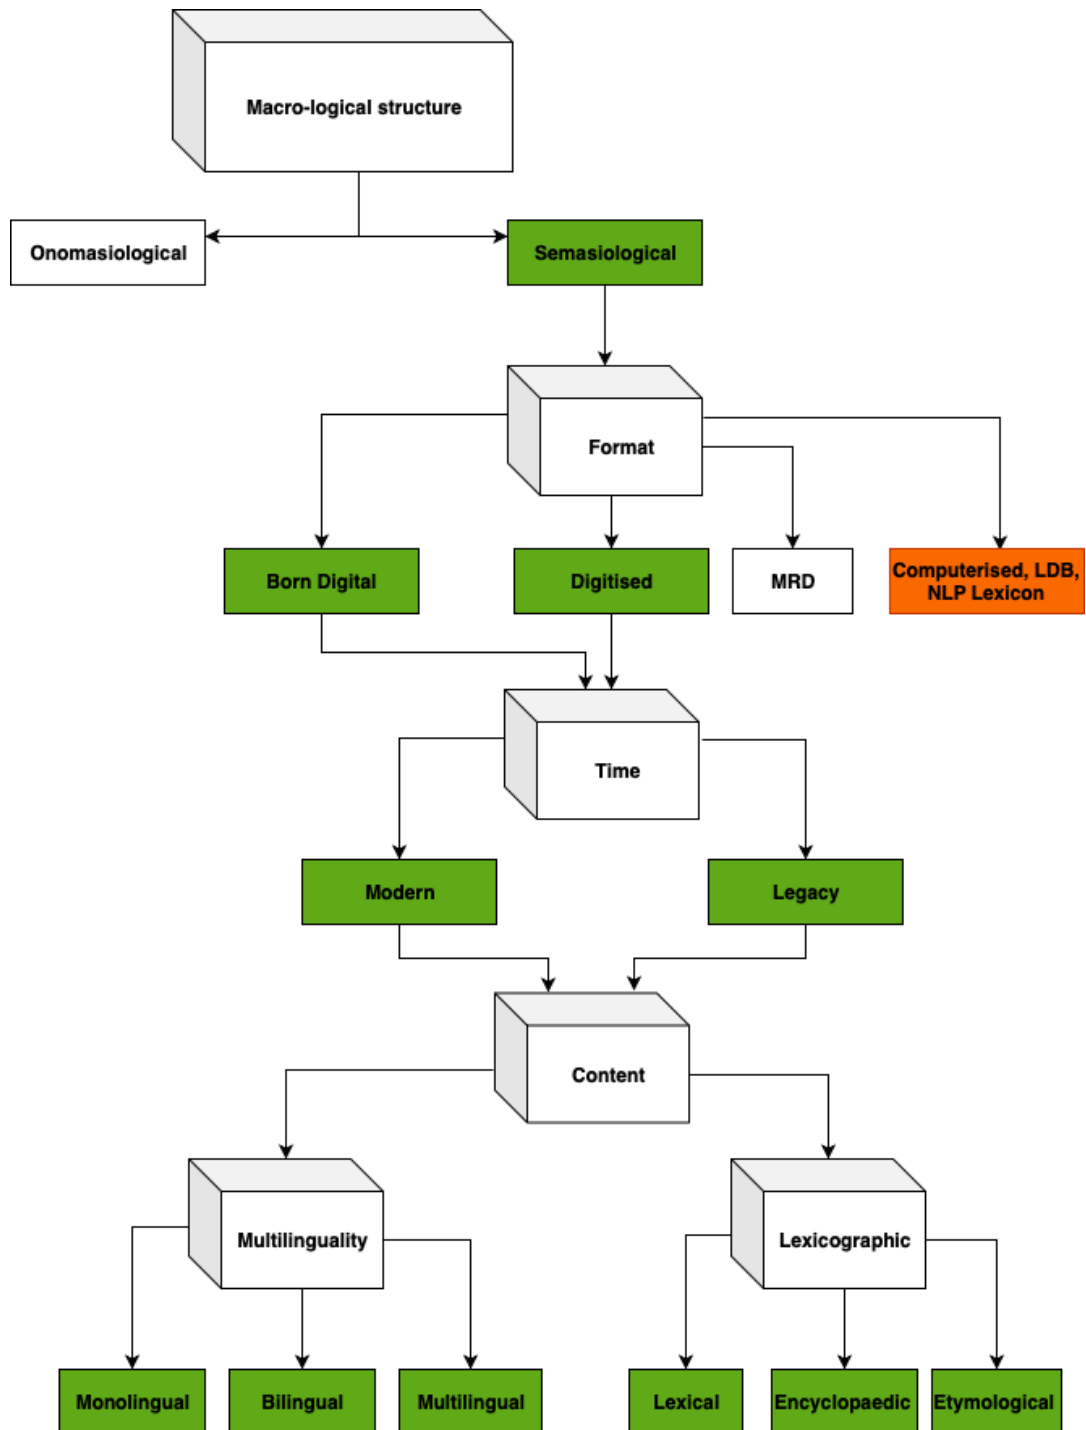 Macro-logical structure
Onomasiological
Semasiological
Format
Born Digital
Digitised
MRD
Computerised, LDB,
NLP Lexicon
Time
Modern
Legacy
Content
Multilinguality
Lexicographic
Monolingual
Bilingual
Multilingual
Lexical
Encyclopaedic
Etymological